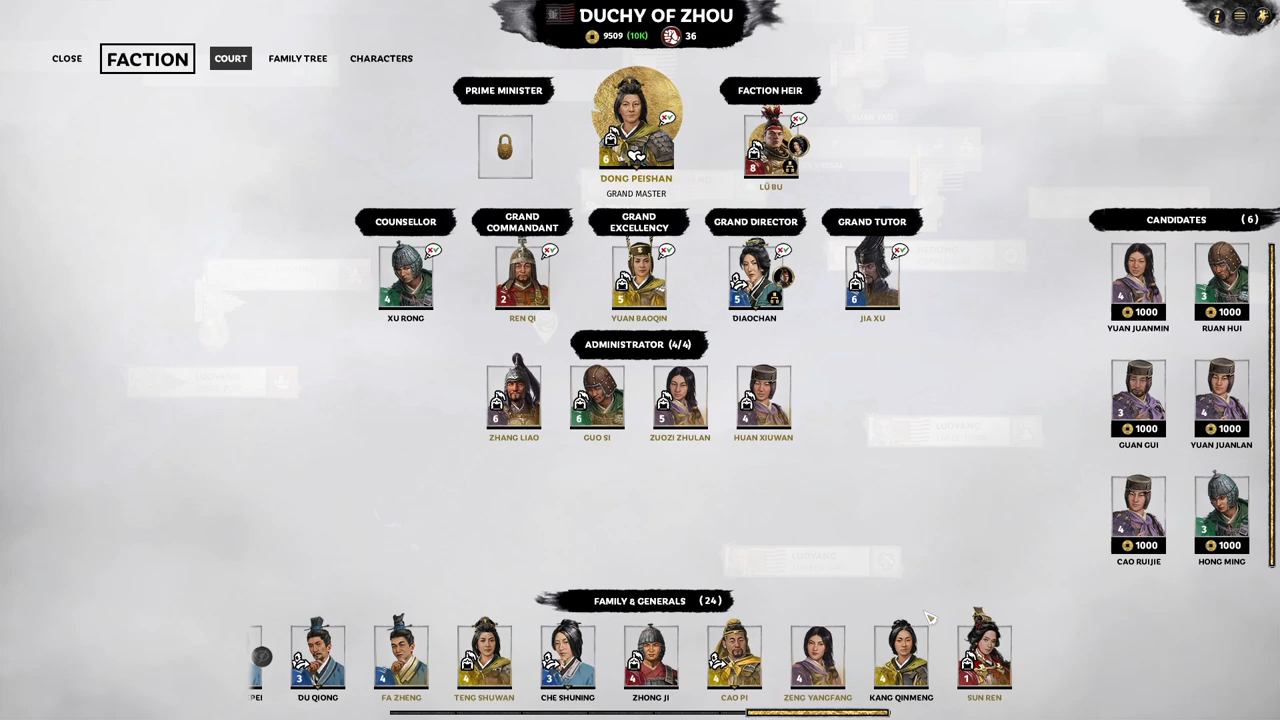 DUCHY OF ZHOU
9509 (10K) 36
CLOSE FACTION COURT FAMILY TREE CHARACTERS
PRIME MINISTER
FACTION HEIR
6
8
DONG PEISHAN
GRAND MASTER
LÜ BU
COUNSELLOR
GRAND COMMANDANT
GRAND EXCELLENCY
GRAND DIRECTOR
GRAND TUTOR
CANDIDATES (6)
4 2 5 5 6
XU RONG REN QI YUAN BAOQIN DIAOCHAN JIA XU
4 3
1000 1000
YUAN JUANMIN RUAN HUI
ADMINISTRATOR (4/4)
6 6 5 4
ZHANG LIAO GUO SI ZUOZI ZHULAN HUAN XIUWAN
3 4
1000 1000
GUAN GUI YUAN JUANLAN
4 3
1000 1000
CAO RUIJIE HONG MING
FAMILY & GENERALS (24)
3 4 4 3 4 4 4 4 1
PEI DU QIONG FA ZHENG TENG SHUWAN CHE SHUNING ZHONG JI CAO PI ZENG YANGFANG KANG QINMENG SUN REN